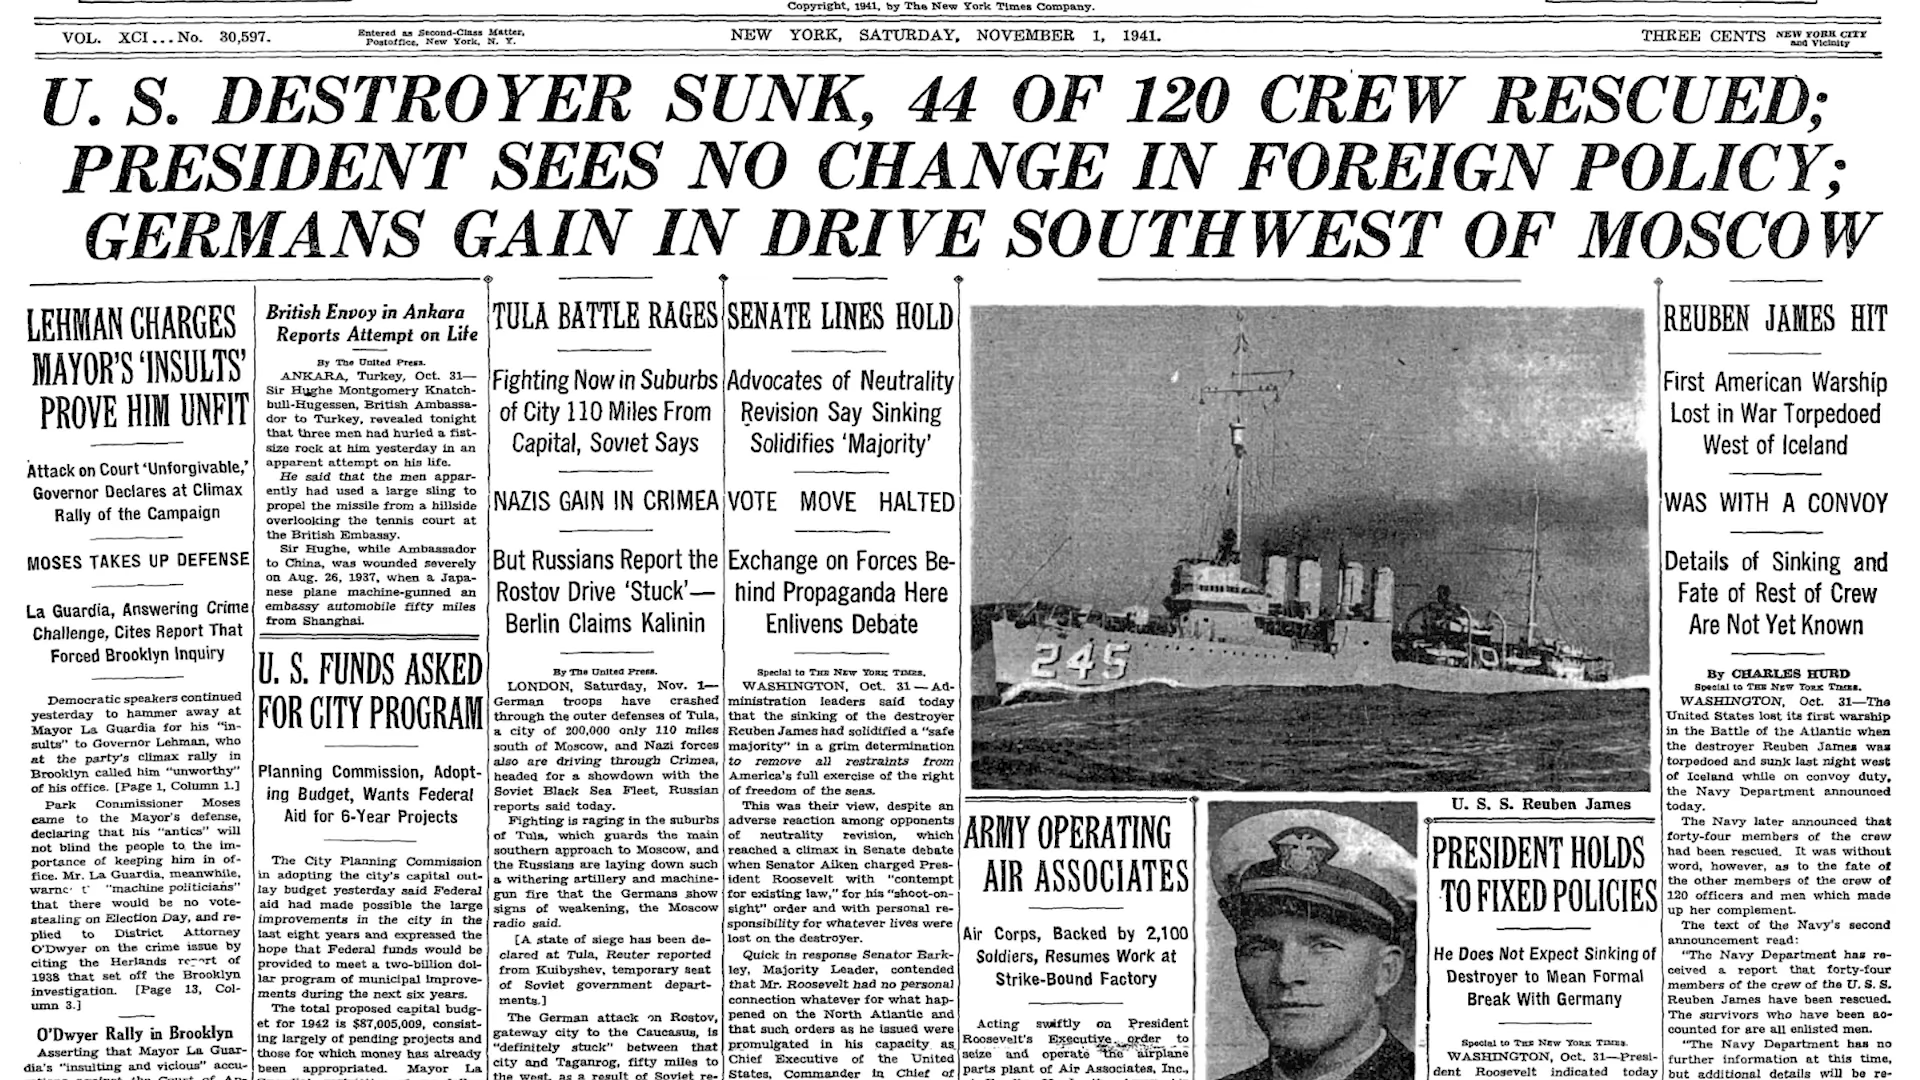 Copyright, 1941, by The New York Times Company.
VOL. XCI...No. 30,597.
Entered as Second-Class Matter,
Postoffice, New York, N. Y.
NEW YORK, SATURDAY, NOVEMBER 1, 1941.
THREE CENTS
NEW YORK CITY
and Vicinity
U. S. DESTROYER SUNK, 44 OF 120 CREW RESCUED;
PRESIDENT SEES NO CHANGE IN FOREIGN POLICY;
GERMANS GAIN IN DRIVE SOUTHWEST OF MOSCOW
LEHMAN CHARGES
MAYOR'S 'INSULTS'
PROVE HIM UNFIT
Attack on Court 'Unforgivable,'
Governor Declares at Climax
Rally of the Campaign
MOSES TAKES UP DEFENSE
La Guardia, Answering Crime
Challenge, Cites Report That
Forced Brooklyn Inquiry
Democratic speakers continued
yesterday to hammer away at
Mayor La Guardia for his "in-
sults" to Governor Lehman, who
at the party's climax rally in
Brooklyn called him "unworthy"
of his office. [Page 1, Column 1.]
Park Commissioner Moses
came to the Mayor's defense,
declaring that his "antics" will
not blind the people to the im-
portance of keeping him in of-
fice. Mr. La Guardia, meanwhile,
"machine politicians"
that there would be no vote-
stealing on Election Day, and re-
plied to District Attorney
O'Dwyer on the crime issue by
citing the Herlands report of
1938 that set off the Brooklyn
investigation. [Page 13, Col-
umn 3.]
O'Dwyer Rally in Brooklyn
Asserting that Mayor La Guar-
dia's "insulting and vicious" accu-
British Envoy in Ankara
Reports Attempt on Life
By The United Press.
ANKARA, Turkey, Oct. 31—
Sir Hughe Montgomery Knatch-
bull-Hugessen, British Ambassa-
dor to Turkey, revealed tonight
that three men had hurled a fist-
size rock at him yesterday in an
apparent attempt on his life.
He said that the men appar-
ently had used a large sling to
propel the missile from a hillside
overlooking the tennis court at
the British Embassy.
Sir Hughe, while Ambassador
to China, was wounded severely
on Aug. 26, 1937, when a Japa-
nese plane machine-gunned an
embassy automobile fifty miles
from Shanghai.
U. S. FUNDS ASKED
FOR CITY PROGRAM
Planning Commission, Adopt-
ing Budget, Wants Federal
Aid for 6-Year Projects
The City Planning Commission
in adopting the city's capital out-
lay budget yesterday said Federal
aid had made possible the large
improvements in the city in the
last eight years and expressed the
hope that Federal funds would be
provided to meet a two-billion dol-
lar program of municipal improve-
ments during the next six years.
The total proposed capital budg-
et for 1942 is $87,005,009, consist-
ing largely of pending projects and
those for which money has already
been appropriated. Mayor La
TULA BATTLE RAGES
Fighting Now in Suburbs
of City 110 Miles From
Capital, Soviet Says
NAZIS GAIN IN CRIMEA
But Russians Report the
Rostov Drive 'Stuck'—
Berlin Claims Kalinin
By The United Press.
LONDON, Saturday, Nov. 1—
German troops have crashed
through the outer defenses of Tula,
a city of 200,000 only 110 miles
south of Moscow, and Nazi forces
also are driving through Crimea,
headed for a showdown with the
Soviet Black Sea Fleet, Russian
reports said today.
Fighting is raging in the suburbs
of Tula, which guards the main
southern approach to Moscow, and
the Russians are laying down such
a withering artillery and machine-
gun fire that the Germans show
signs of weakening, the Moscow
radio said.
[A state of siege has been de-
clared at Tula, Reuter reported
from Kuibyshev, temporary seat
of Soviet government depart-
ments.]
The German attack on Rostov,
gateway city to the Caucasus, is
"definitely stuck" between that
city and Taganrog, fifty miles to
the west, as a result of Soviet re-
SENATE LINES HOLD
Advocates of Neutrality
Revision Say Sinking
Solidifies 'Majority'
VOTE MOVE HALTED
Exchange on Forces Be-
hind Propaganda Here
Enlivens Debate
Special to THE NEW YORK TIMES.
WASHINGTON, Oct. 31—Ad-
ministration leaders said today
that the sinking of the destroyer
Reuben James had solidified a "safe
majority" in a grim determination
to remove all restraints from
America's full exercise of the right
of freedom of the seas.
This was their view, despite an
adverse reaction among opponents
of neutrality revision, which
reached a climax in Senate debate
when Senator Aiken charged Pres-
ident Roosevelt with "contempt
for existing law," for his "shoot-on-
sight" order and with personal re-
sponsibility for whatever lives were
lost on the destroyer.
Quick in response Senator Bark-
ley, Majority Leader, contended
that Mr. Roosevelt had no personal
connection whatever for what hap-
pened on the North Atlantic and
that such orders as he issued were
promulgated in his capacity as
Chief Executive of the United
States, Commander in Chief of
245
U. S. S. Reuben James
ARMY OPERATING
AIR ASSOCIATES
Air Corps, Backed by 2,100
Soldiers, Resumes Work at
Strike-Bound Factory
Acting swiftly on President
Roosevelt's Executive order to
seize and operate the airplane
parts plant of Air Associates, Inc.,
PRESIDENT HOLDS
TO FIXED POLICIES
He Does Not Expect Sinking of
Destroyer to Mean Formal
Break With Germany
Special to THE NEW YORK TIMES.
WASHINGTON, Oct. 31—Presi-
dent Roosevelt indicated today
REUBEN JAMES HIT
First American Warship
Lost in War Torpedoed
West of Iceland
WAS WITH A CONVOY
Details of Sinking and
Fate of Rest of Crew
Are Not Yet Known
By CHARLES HURD
Special to THE NEW YORK TIMES.
WASHINGTON, Oct. 31—The
United States lost its first warship
in the Battle of the Atlantic when
the destroyer Reuben James was
torpedoed and sunk last night west
of Iceland while on convoy duty,
the Navy Department announced
today.
The Navy later announced that
forty-four members of the crew
had been rescued. It was without
word, however, as to the fate of
the other members of the crew of
120 officers and men which made
up her complement.
The text of the Navy's second
announcement read:
"The Navy Department has re-
ceived a report that forty-four
members of the crew of the U. S. S.
Reuben James have been rescued.
The survivors who have been ac-
counted for are all enlisted men.
"The Navy Department has no
further information at this time,
but additional details will be re-